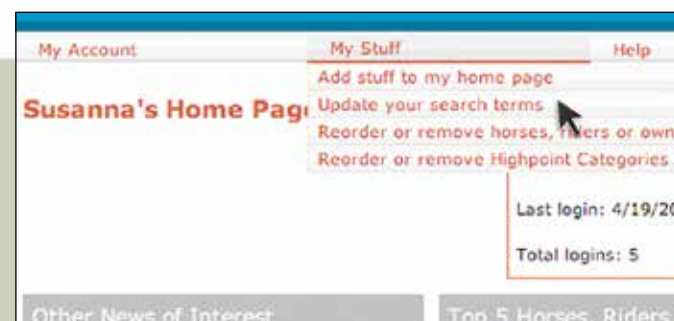 My Account My Stuff Help
Add stuff to my home page
Susanna's Home Pag
Update your search terms
Reorder or remove horses, riders or own
Reorder or remove Highpoint Categories
Last login: 4/19/20
Total logins: 5
Other News of Interest Top 5 Horses, Riders